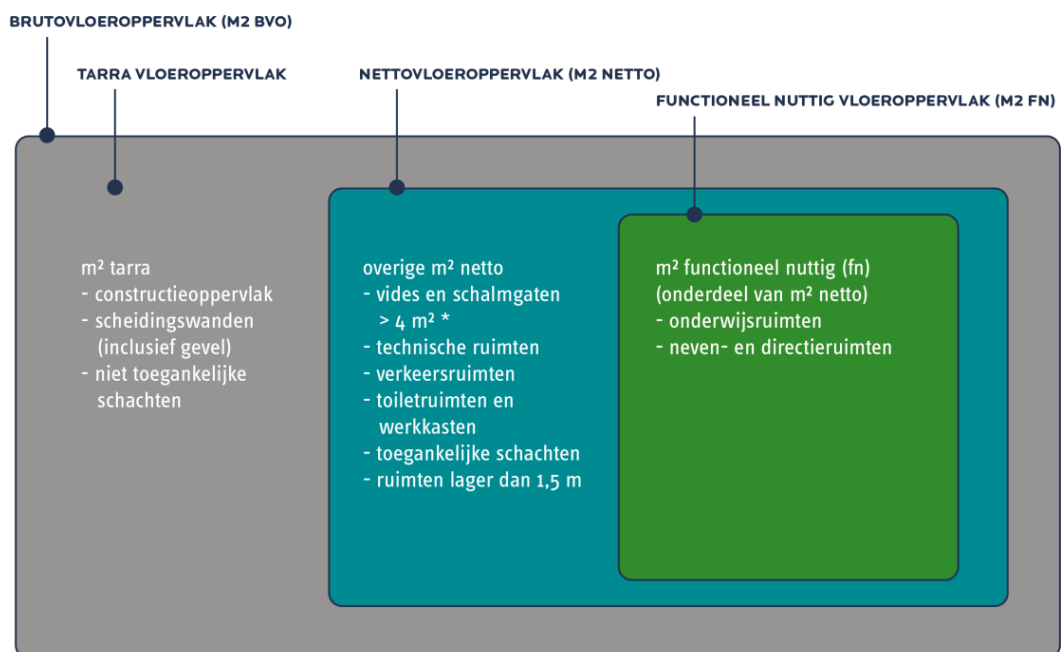 BRUTOVLOEROPPERVLAK (M2 BVO)
TARRA VLOEROPPERVLAK
NETTOVLOEROPPERVLAK (M2 NETTO)
FUNCTIONEEL NUTTIG VLOEROPPERVLAK (M2 FN)
m² tarra
- constructieoppervlak
- scheidingswanden
(inclusief gevel)
- niet toegankelijke
schachten
overige m² netto
- vides en schalmgaten
> 4 m² *
- technische ruimten
- verkeersruimten
- toiletruimten en
werkkasten
- toegankelijke schachten
- ruimten lager dan 1,5 m
m² functioneel nuttig (fn)
(onderdeel van m² netto)
- onderwijsruimten
- neven- en directieruimten